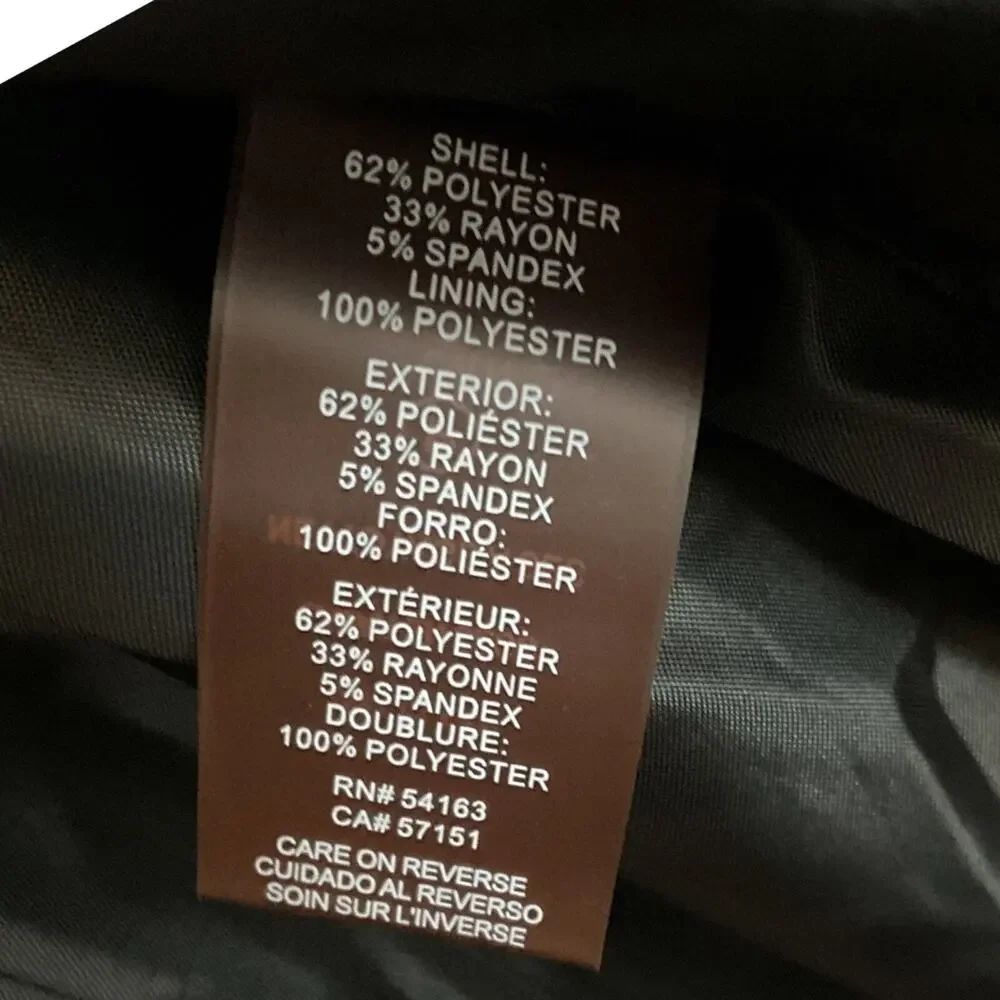 SHELL:
62% POLYESTER
33% RAYON
5% SPANDEX
LINING:
100% POLYESTER
EXTERIOR:
62% POLIÉSTER
33% RAYON
5% SPANDEX
FORRO:
100% POLIÉSTER
EXTÉRIEUR:
62% POLYESTER
33% RAYONNE
5% SPANDEX
DOUBLURE:
100% POLYESTER
RN# 54163
CA# 57151
CARE ON REVERSE
CUIDADO AL REVERSO
SOIN SUR L'INVERSE